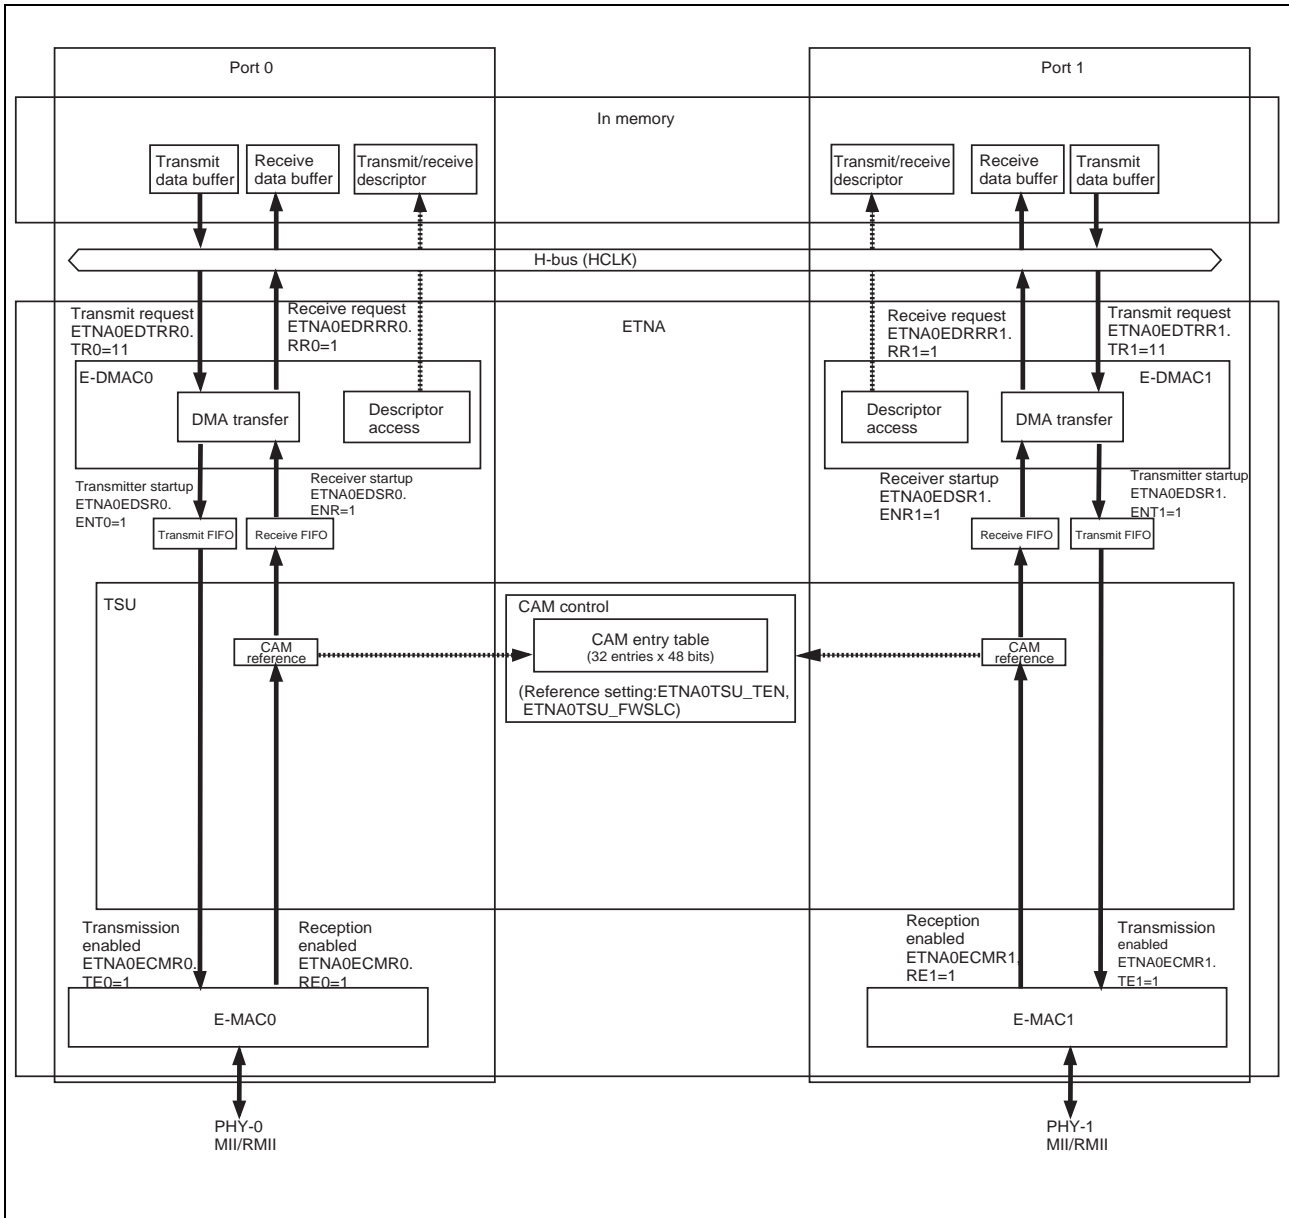 Port 0
Port 1
In memory
Transmit
data buffer
Receive
data buffer
Transmit/receive
descriptor
Transmit/receive
descriptor
Receive
data buffer
Transmit
data buffer
H-bus (HCLK)
ETNA
Transmit request
ETNA0EDTRR0.
TR0=11
Receive request
ETNA0EDRRR0.
RR0=1
Receive request
ETNA0EDRRR1.
RR1=1
Transmit request
ETNA0EDTRR1.
TR1=11
E-DMAC0
DMA transfer
Descriptor
access
E-DMAC1
Descriptor
access
DMA transfer
Transmitter startup
ETNA0EDSR0.
ENT0=1
Receiver startup
ETNA0EDSR0.
ENR=1
Receiver startup
ETNA0EDSR1.
ENR1=1
Transmitter startup
ETNA0EDSR1.
ENT1=1
Transmit FIFO
Receive FIFO
Receive FIFO
Transmit FIFO
TSU
CAM control
CAM entry table
(32 entries x 48 bits)
(Reference setting:ETNA0TSU_TEN,
ETNA0TSU_FWSLC)
CAM
reference
CAM
reference
Transmission
enabled
ETNA0ECMR0.
TE0=1
Reception
enabled
ETNA0ECMR0.
RE0=1
Reception
enabled
ETNA0ECMR1.
RE1=1
Transmission
enabled
ETNA0ECMR1.
TE1=1
E-MAC0
E-MAC1
PHY-0
MII/RMII
PHY-1
MII/RMII